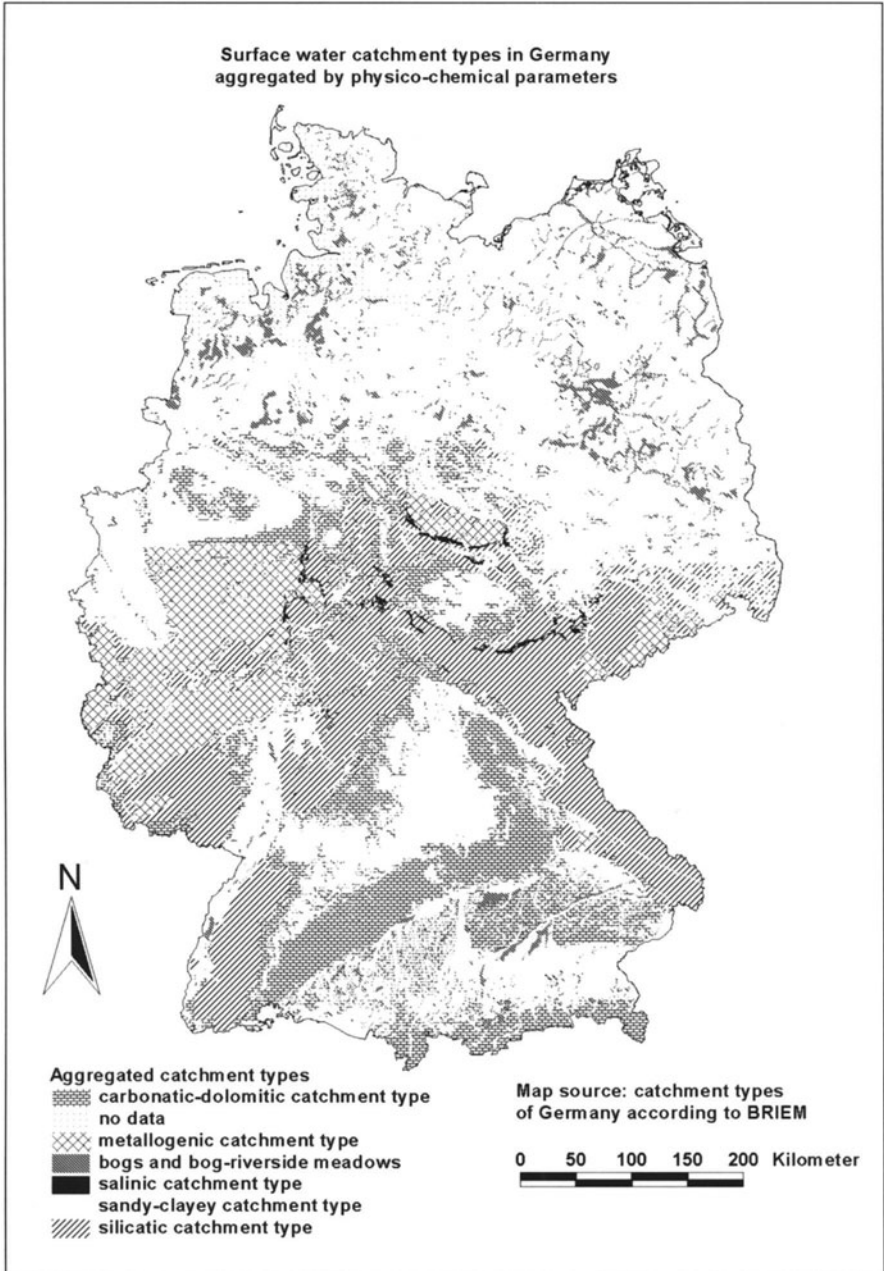 Surface water catchment types in Germany
aggregated by physico-chemical parameters
N
Aggregated catchment types
carbonatic-dolomitic catchment type
no data
metallogenic catchment type
bogs and bog-riverside meadows
salinic catchment type
sandy-clayey catchment type
silicatic catchment type
Map source: catchment types
of Germany according to BRIEM
0 50 100 150 200 Kilometer